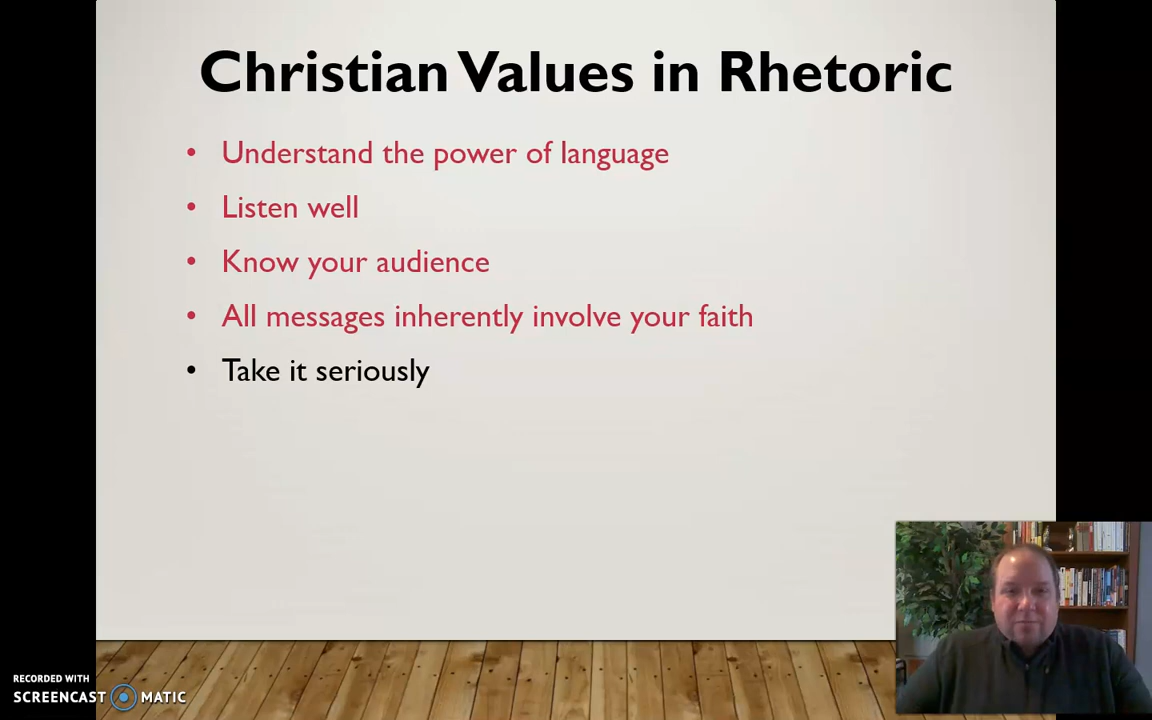 Christian Values in Rhetoric
• Understand the power of language
• Listen well
• Know your audience
• All messages inherently involve your faith
• Take it seriously
RECORDED WITH
SCREENCAST MATIC